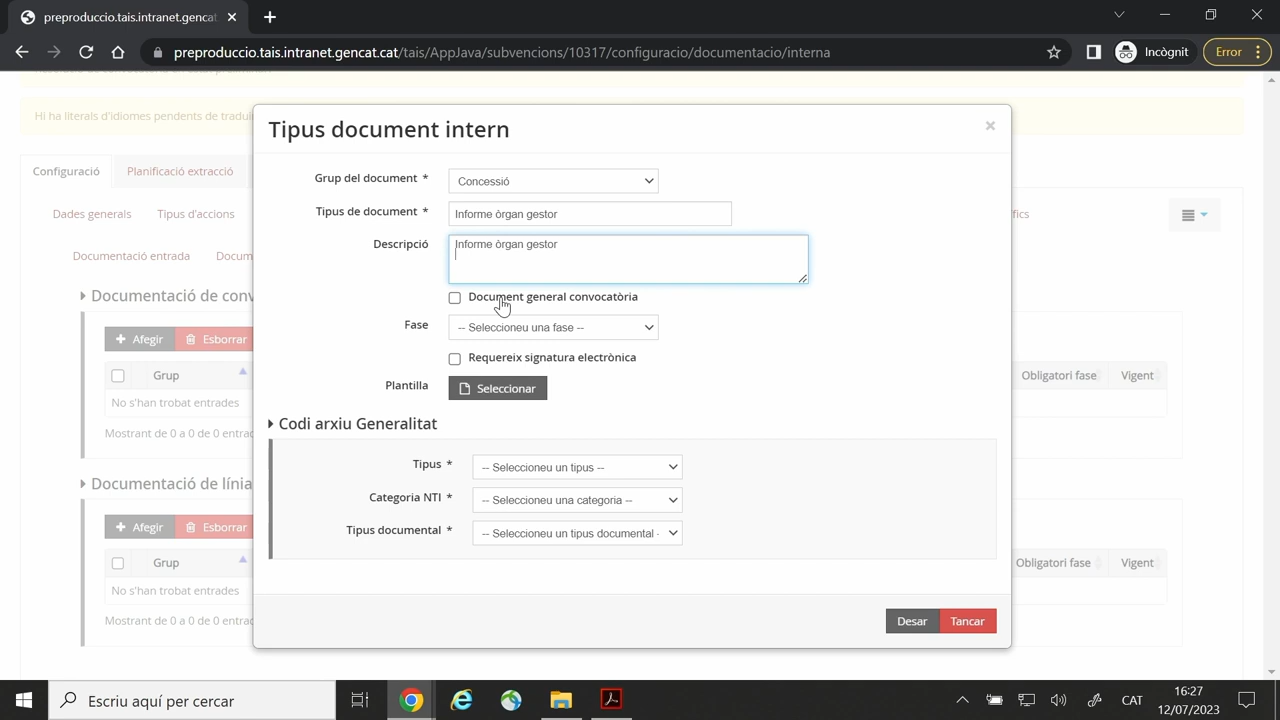 preproduccio.tais.intranet.gencat
preproduccio.tais.intranet.gencat.cat/tais/AppJava/subvencions/10317/configuracio/documentacio/interna
Incògnit
Error
Hi ha literals d'idiomes pendents de tradu
Tipus document intern
Configuració
Planificació extracció
Grup del document *
Concessió
Tipus de document *
Informe òrgan gestor
Dades generals
Tipus d'accions
Descripció
Informe òrgan gestor
Documentació entrada
Docum
Documentació de con
Document general convocatòria
Fase
-- Seleccioneu una fase --
Afegir
Esborrar
Requereix signatura electrònica
Grup
Obligatori fase
Vigent
Plantilla
Seleccionar
No s'han trobat entrades
Codi arxiu Generalitat
Mostrant de 0 a 0 de 0 entrad
Tipus *
-- Seleccioneu un tipus --
Documentació de línia
Categoria NTI *
-- Seleccioneu una categoria --
Afegir
Esborrar
Tipus documental *
-- Seleccioneu un tipus documental -
Grup
Obligatori fase
Vigent
No s'han trobat entrades
Mostrant de 0 a 0 de 0 entrad
Desar
Tancar
Escriu aquí per cercar
CAT
16:27
12/07/2023